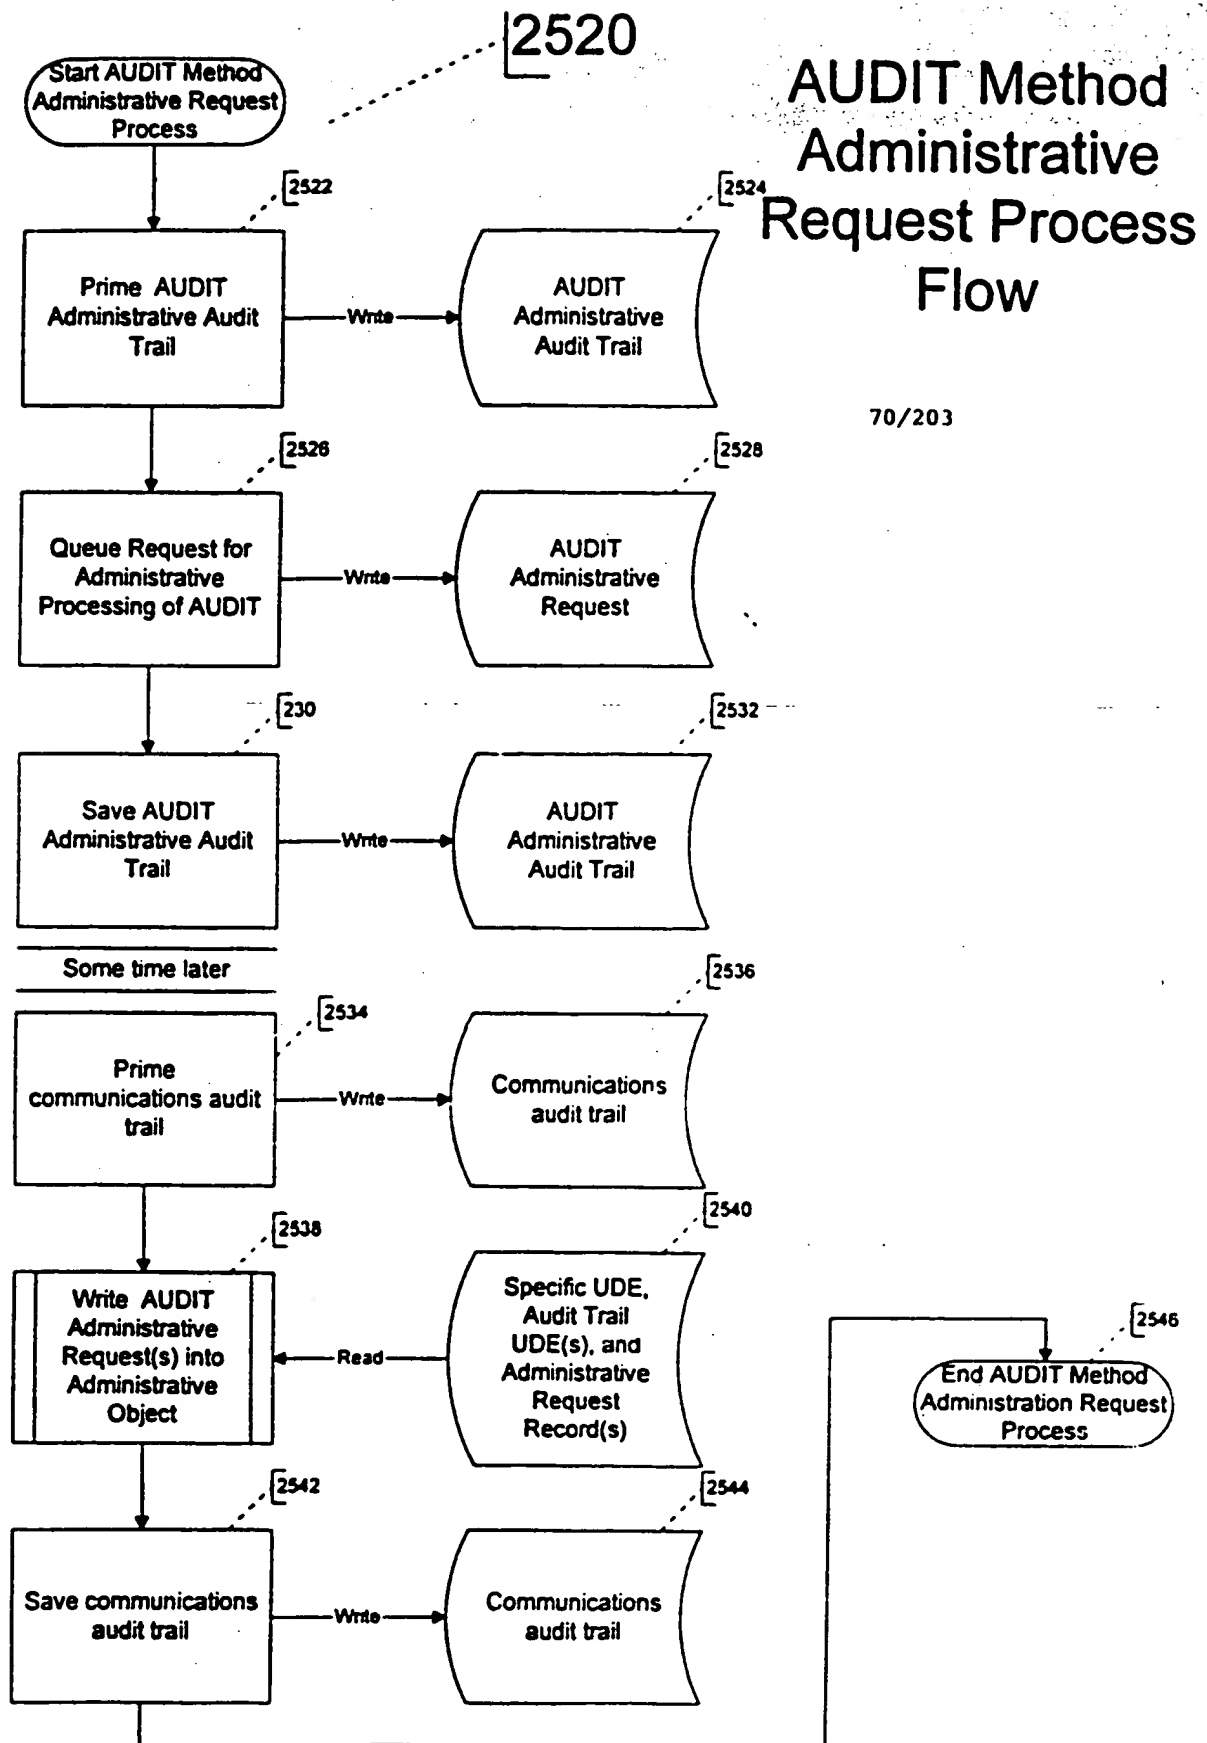 2520
AUDIT Method
Administrative
Request Process
Flow
70/203
Start AUDIT Method
Administrative Request
Process
2522
Prime AUDIT
Administrative Audit
Trail
Write
2524
AUDIT
Administrative
Audit Trail
2526
Queue Request for
Administrative
Processing of AUDIT
Write
2528
AUDIT
Administrative
Request
230
Save AUDIT
Administrative Audit
Trail
Write
2532
AUDIT
Administrative
Audit Trail
Some time later
2534
Prime
communications audit
trail
Write
2536
Communications
audit trail
2538
Write AUDIT
Administrative
Request(s) into
Administrative
Object
Read
2540
Specific UDE,
Audit Trail
UDE(s), and
Administrative
Request
Record(s)
2542
Save communications
audit trail
Write
2544
Communications
audit trail
2546
End AUDIT Method
Administration Request
Process